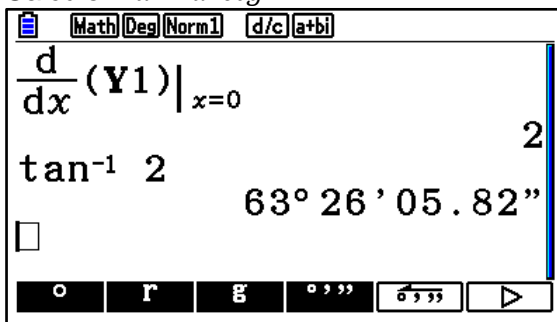 Math Deg Norm1 d/c a+bi
d/dx (Y1)|x=0
2
tan⁻¹ 2
63°26’05.82”
° r g °’” °’” ▷